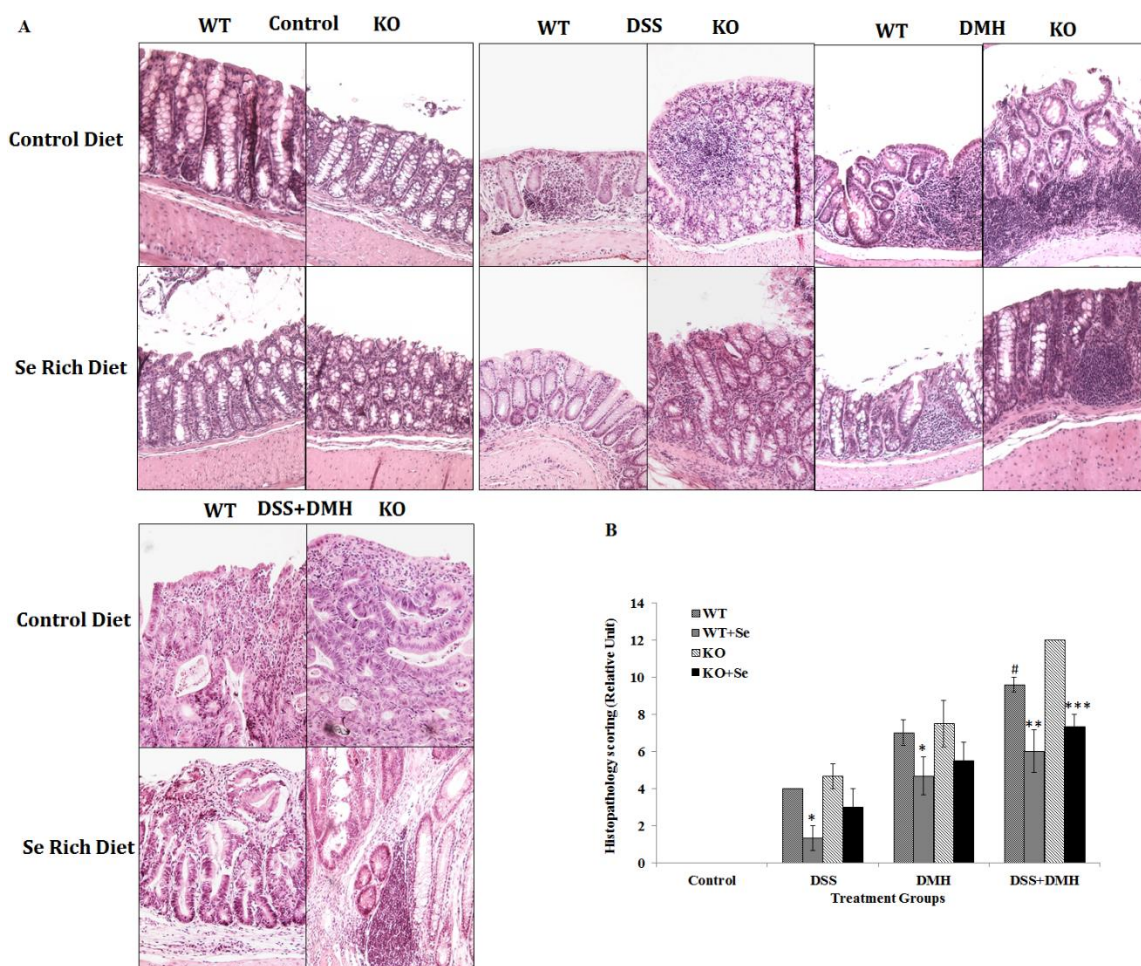 A
WT Control KO
WT DSS KO
WT DMH KO
Control Diet
Se Rich Diet
WT DSS+DMH KO
Control Diet
Se Rich Diet
B
Histopathology scoring (Relative Unit)
14
12
10
8
6
4
2
0
WT
WT+Se
KO
KO+Se
*
*
#
**
***
Control DSS DMH DSS+DMH
Treatment Groups